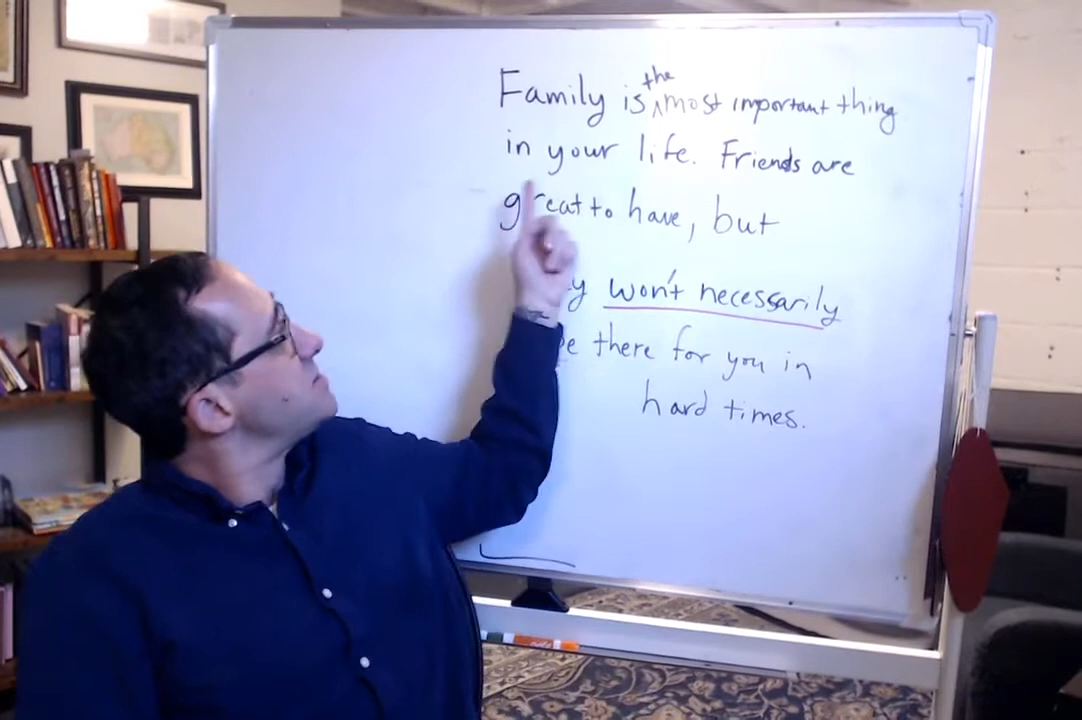 Family is the most important thing
in your life. Friends are
great to have, but
won't necessarily
there for you in
hard times.